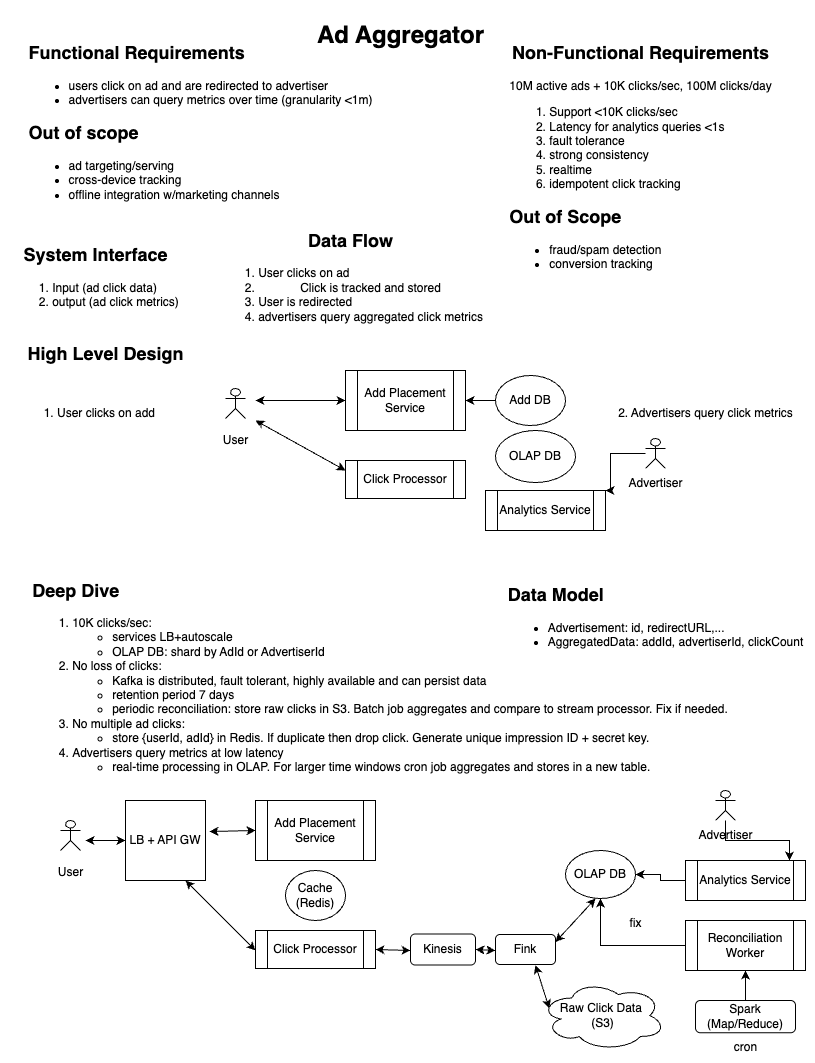 Ad Aggregator
Functional Requirements
• users click on ad and are redirected to advertiser
• advertisers can query metrics over time (granularity <1m)
Out of scope
• ad targeting/serving
• cross-device tracking
• offline integration w/marketing channels
Non-Functional Requirements
10M active ads + 10K clicks/sec, 100M clicks/day
1. Support <10K clicks/sec
2. Latency for analytics queries <1s
3. fault tolerance
4. strong consistency
5. realtime
6. idempotent click tracking
Out of Scope
• fraud/spam detection
• conversion tracking
System Interface
1. Input (ad click data)
2. output (ad click metrics)
Data Flow
1. User clicks on ad
2. Click is tracked and stored
3. User is redirected
4. advertisers query aggregated click metrics
High Level Design
1. User clicks on add
User
Add Placement
Service
Add DB
Click Processor
OLAP DB
Analytics Service
2. Advertisers query click metrics
Advertiser
Deep Dive
1. 10K clicks/sec:
○ services LB+autoscale
○ OLAP DB: shard by AdId or AdvertiserId
2. No loss of clicks:
○ Kafka is distributed, fault tolerant, highly available and can persist data
○ retention period 7 days
○ periodic reconciliation: store raw clicks in S3. Batch job aggregates and compare to stream processor. Fix if needed.
3. No multiple ad clicks:
○ store {userId, adId} in Redis. If duplicate then drop click. Generate unique impression ID + secret key.
4. Advertisers query metrics at low latency
○ real-time processing in OLAP. For larger time windows cron job aggregates and stores in a new table.
Data Model
• Advertisement: id, redirectURL,...
• AggregatedData: addId, advertiserId, clickCount
User
LB + API GW
Add Placement
Service
Cache
(Redis)
Click Processor
Kinesis
Fink
OLAP DB
Raw Click Data
(S3)
Advertiser
Analytics Service
fix
Reconciliation
Worker
Spark
(Map/Reduce)
cron